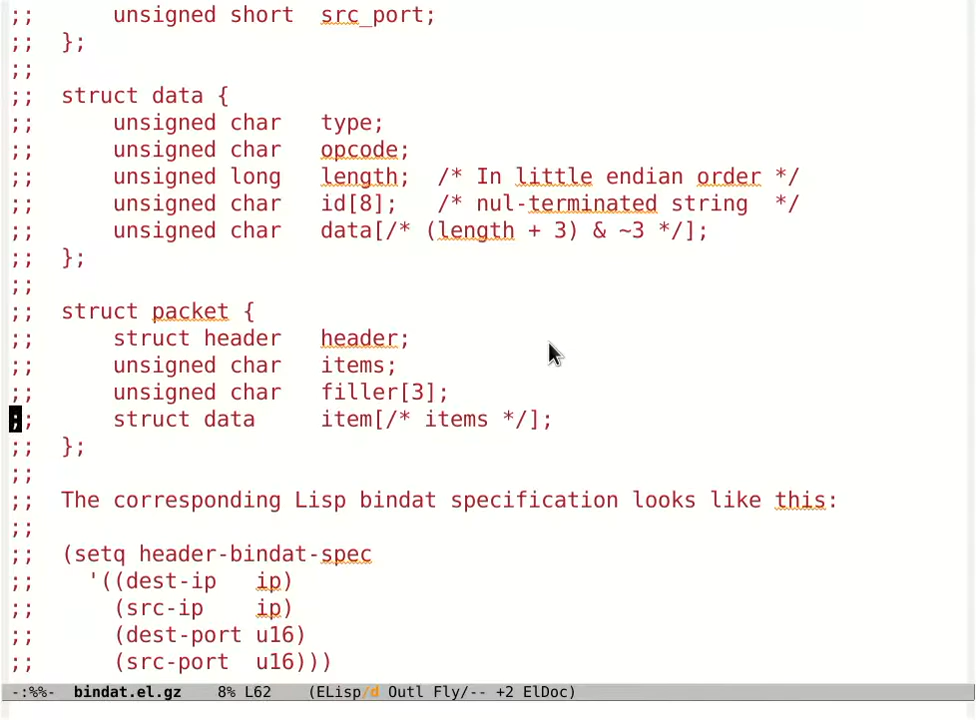 ;;      unsigned short  src_port;
;;  };
;;
;;  struct data {
;;      unsigned char   type;
;;      unsigned char   opcode;
;;      unsigned long   length;  /* In little endian order */
;;      unsigned char   id[8];   /* nul-terminated string  */
;;      unsigned char   data[/* (length + 3) & ~3 */];
;;  };
;;
;;  struct packet {
;;      struct header   header;
;;      unsigned char   items;
;;      unsigned char   filler[3];
;;      struct data     item[/* items */];
;;  };
;;
;;  The corresponding Lisp bindat specification looks like this:
;;
;;  (setq header-bindat-spec
;;    '((dest-ip   ip)
;;      (src-ip    ip)
;;      (dest-port u16)
;;      (src-port  u16)))
-:%%-  bindat.el.gz    8% L62    (ELisp/d Outl Fly/-- +2 ElDoc)